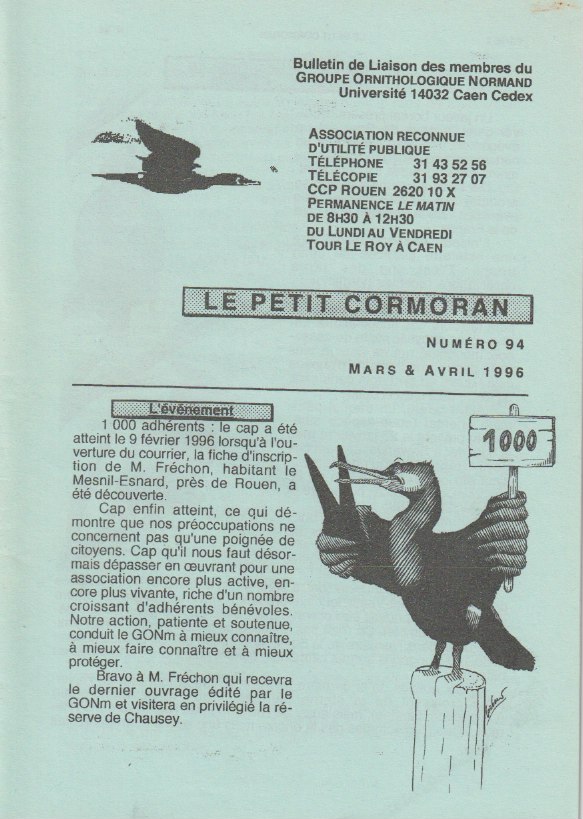 Bulletin de Liaison des membres du
GROUPE ORNITHOLOGIQUE NORMAND
Université 14032 Caen Cedex
ASSOCIATION RECONNUE
D'UTILITÉ PUBLIQUE
TÉLÉPHONE 31 43 52 56
TÉLÉCOPIE 31 93 27 07
CCP ROUEN 2620 10 X
PERMANENCE LE MATIN
DE 8H30 À 12H30
DU LUNDI AU VENDREDI
TOUR LE ROY À CAEN
LE PETIT CORMORAN
NUMÉRO 94
MARS & AVRIL 1996
L'événement
1 000 adhérents : le cap a été
atteint le 9 février 1996 lorsqu'à l'ou-
verture du courrier, la fiche d'inscrip-
tion de M. Fréchon, habitant le
Mesnil-Esnard, près de Rouen, a
été découverte.
Cap enfin atteint, ce qui dé-
montre que nos préoccupations ne
concernent pas qu'une poignée de
citoyens. Cap qu'il nous faut désor-
mais dépasser en œuvrant pour une
association encore plus active, en-
core plus vivante, riche d'un nombre
croissant d'adhérents bénévoles.
Notre action, patiente et soutenue,
conduit le GONm à mieux connaître,
à mieux faire connaître et à mieux
protéger.
Bravo à M. Fréchon qui recevra
le dernier ouvrage édité par le
GONm et visitera en privilégié la ré-
serve de Chausey.
1000